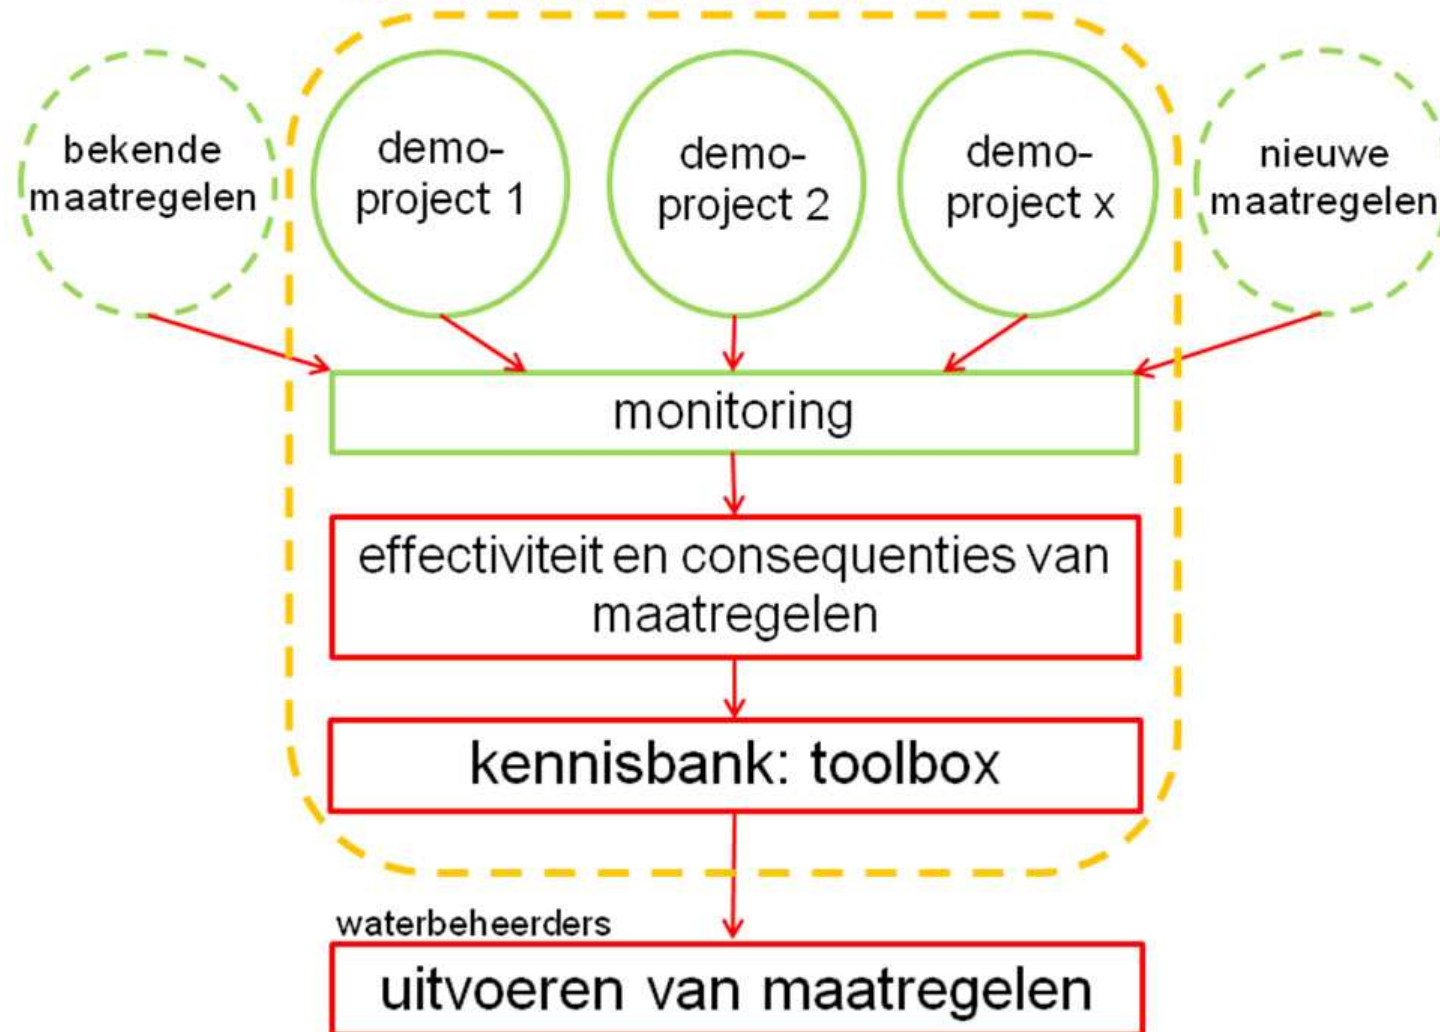 bekende
maatregelen
demo-
project 1
demo-
project 2
demo-
project x
nieuwe
maatregelen
monitoring
effectiviteit en consequenties van
maatregelen
kennisbank: toolbox
waterbeheerders
uitvoeren van maatregelen